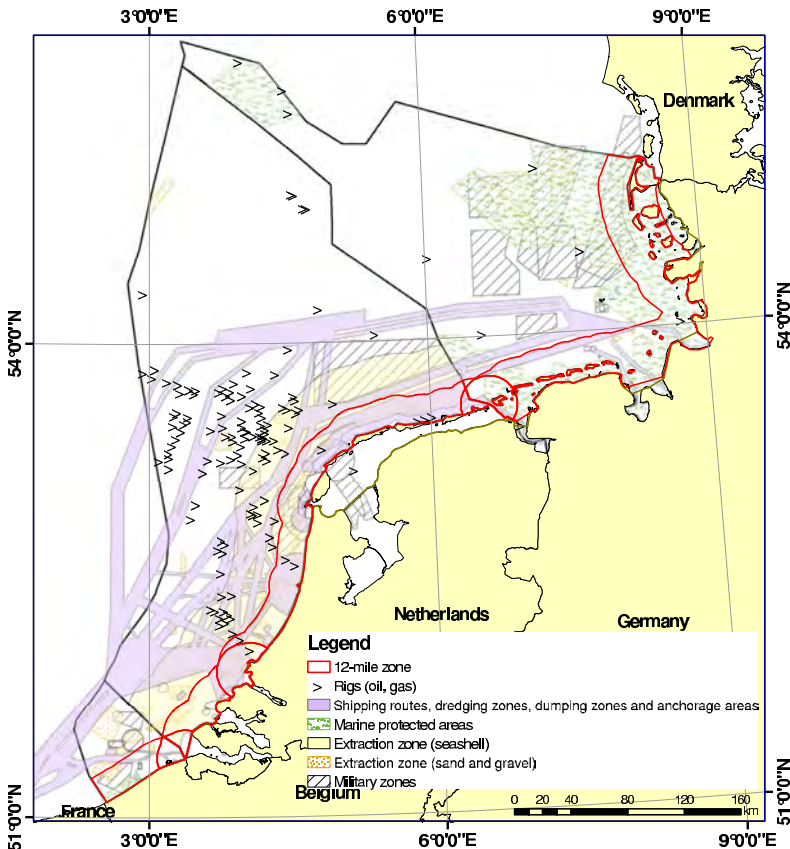 3°0'0"E 6°0'0"E 9°0'0"E
Denmark
54°0'0"N
54°0'0"N
Netherlands
Germany
Legend
12-mile zone
> Rigs (oil, gas)
Shipping routes, dredging zones, dumping zones and anchorage areas
Marine protected areas
Extraction zone (seashell)
Extraction zone (sand and gravel)
Military zones
Belgium
0 20 40 80 120 160
km
France
51°0'0"N
51°0'0"N
3°0'0"E 6°0'0"E 9°0'0"E